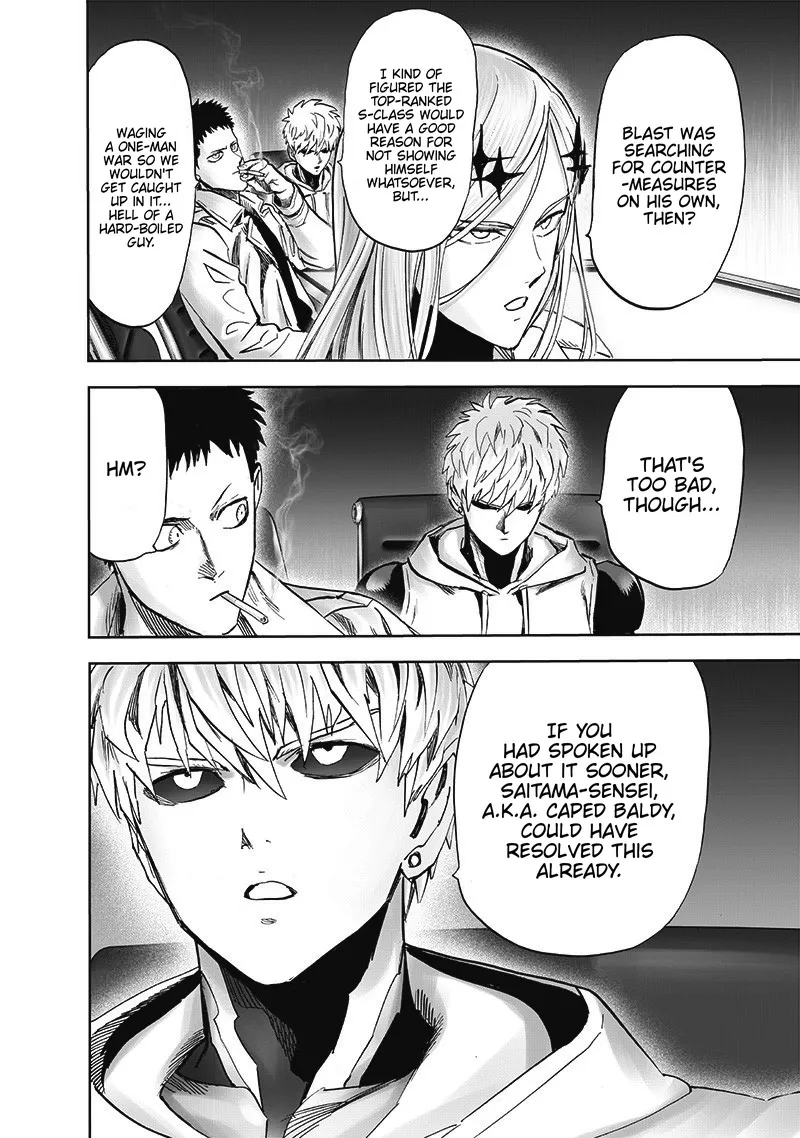 BLAST WAS
SEARCHING
FOR COUNTER
-MEASURES
ON HIS OWN,
THEN?
I KIND OF
FIGURED THE
TOP-RANKED
S-CLASS WOULD
HAVE A GOOD
REASON FOR
NOT SHOWING
HIMSELF
WHATSOEVER,
BUT...
WAGING
A ONE-MAN
WAR SO WE
WOULDN'T
GET CAUGHT
UP IN IT...
HELL OF A
HARD-BOILED
GUY.
THAT'S
TOO BAD,
THOUGH...
HM?
IF YOU
HAD SPOKEN UP
ABOUT IT SOONER,
SAITAMA-SENSEI,
A.K.A. CAPED BALDY,
COULD HAVE
RESOLVED THIS
ALREADY.